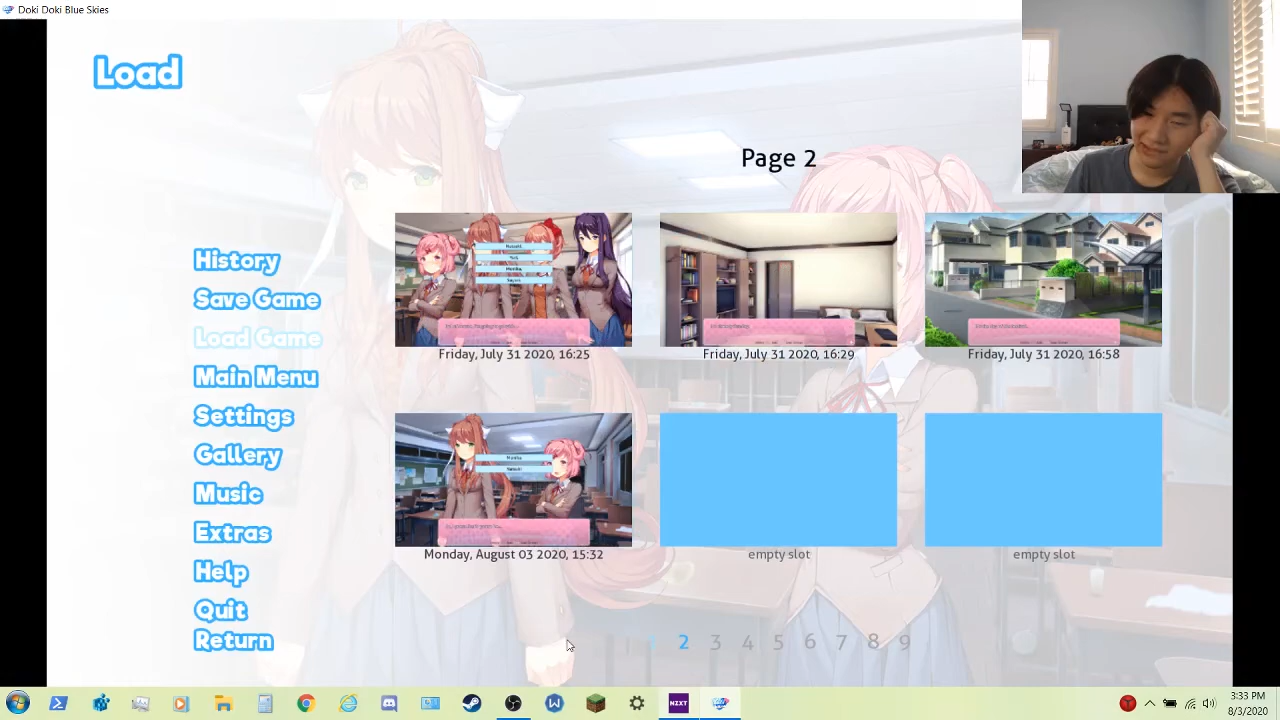 Doki Doki Blue Skies
Load
Page 2
History
Save Game
Load Game
Main Menu
Settings
Gallery
Music
Extras
Help
Quit
Return
Friday, July 31 2020, 16:25
Friday, July 31 2020, 16:29
Friday, July 31 2020, 16:58
Monday, August 03 2020, 15:32
empty slot
empty slot
1 2 3 4 5 6 7 8 9
NZXT
3:33 PM
8/3/2020